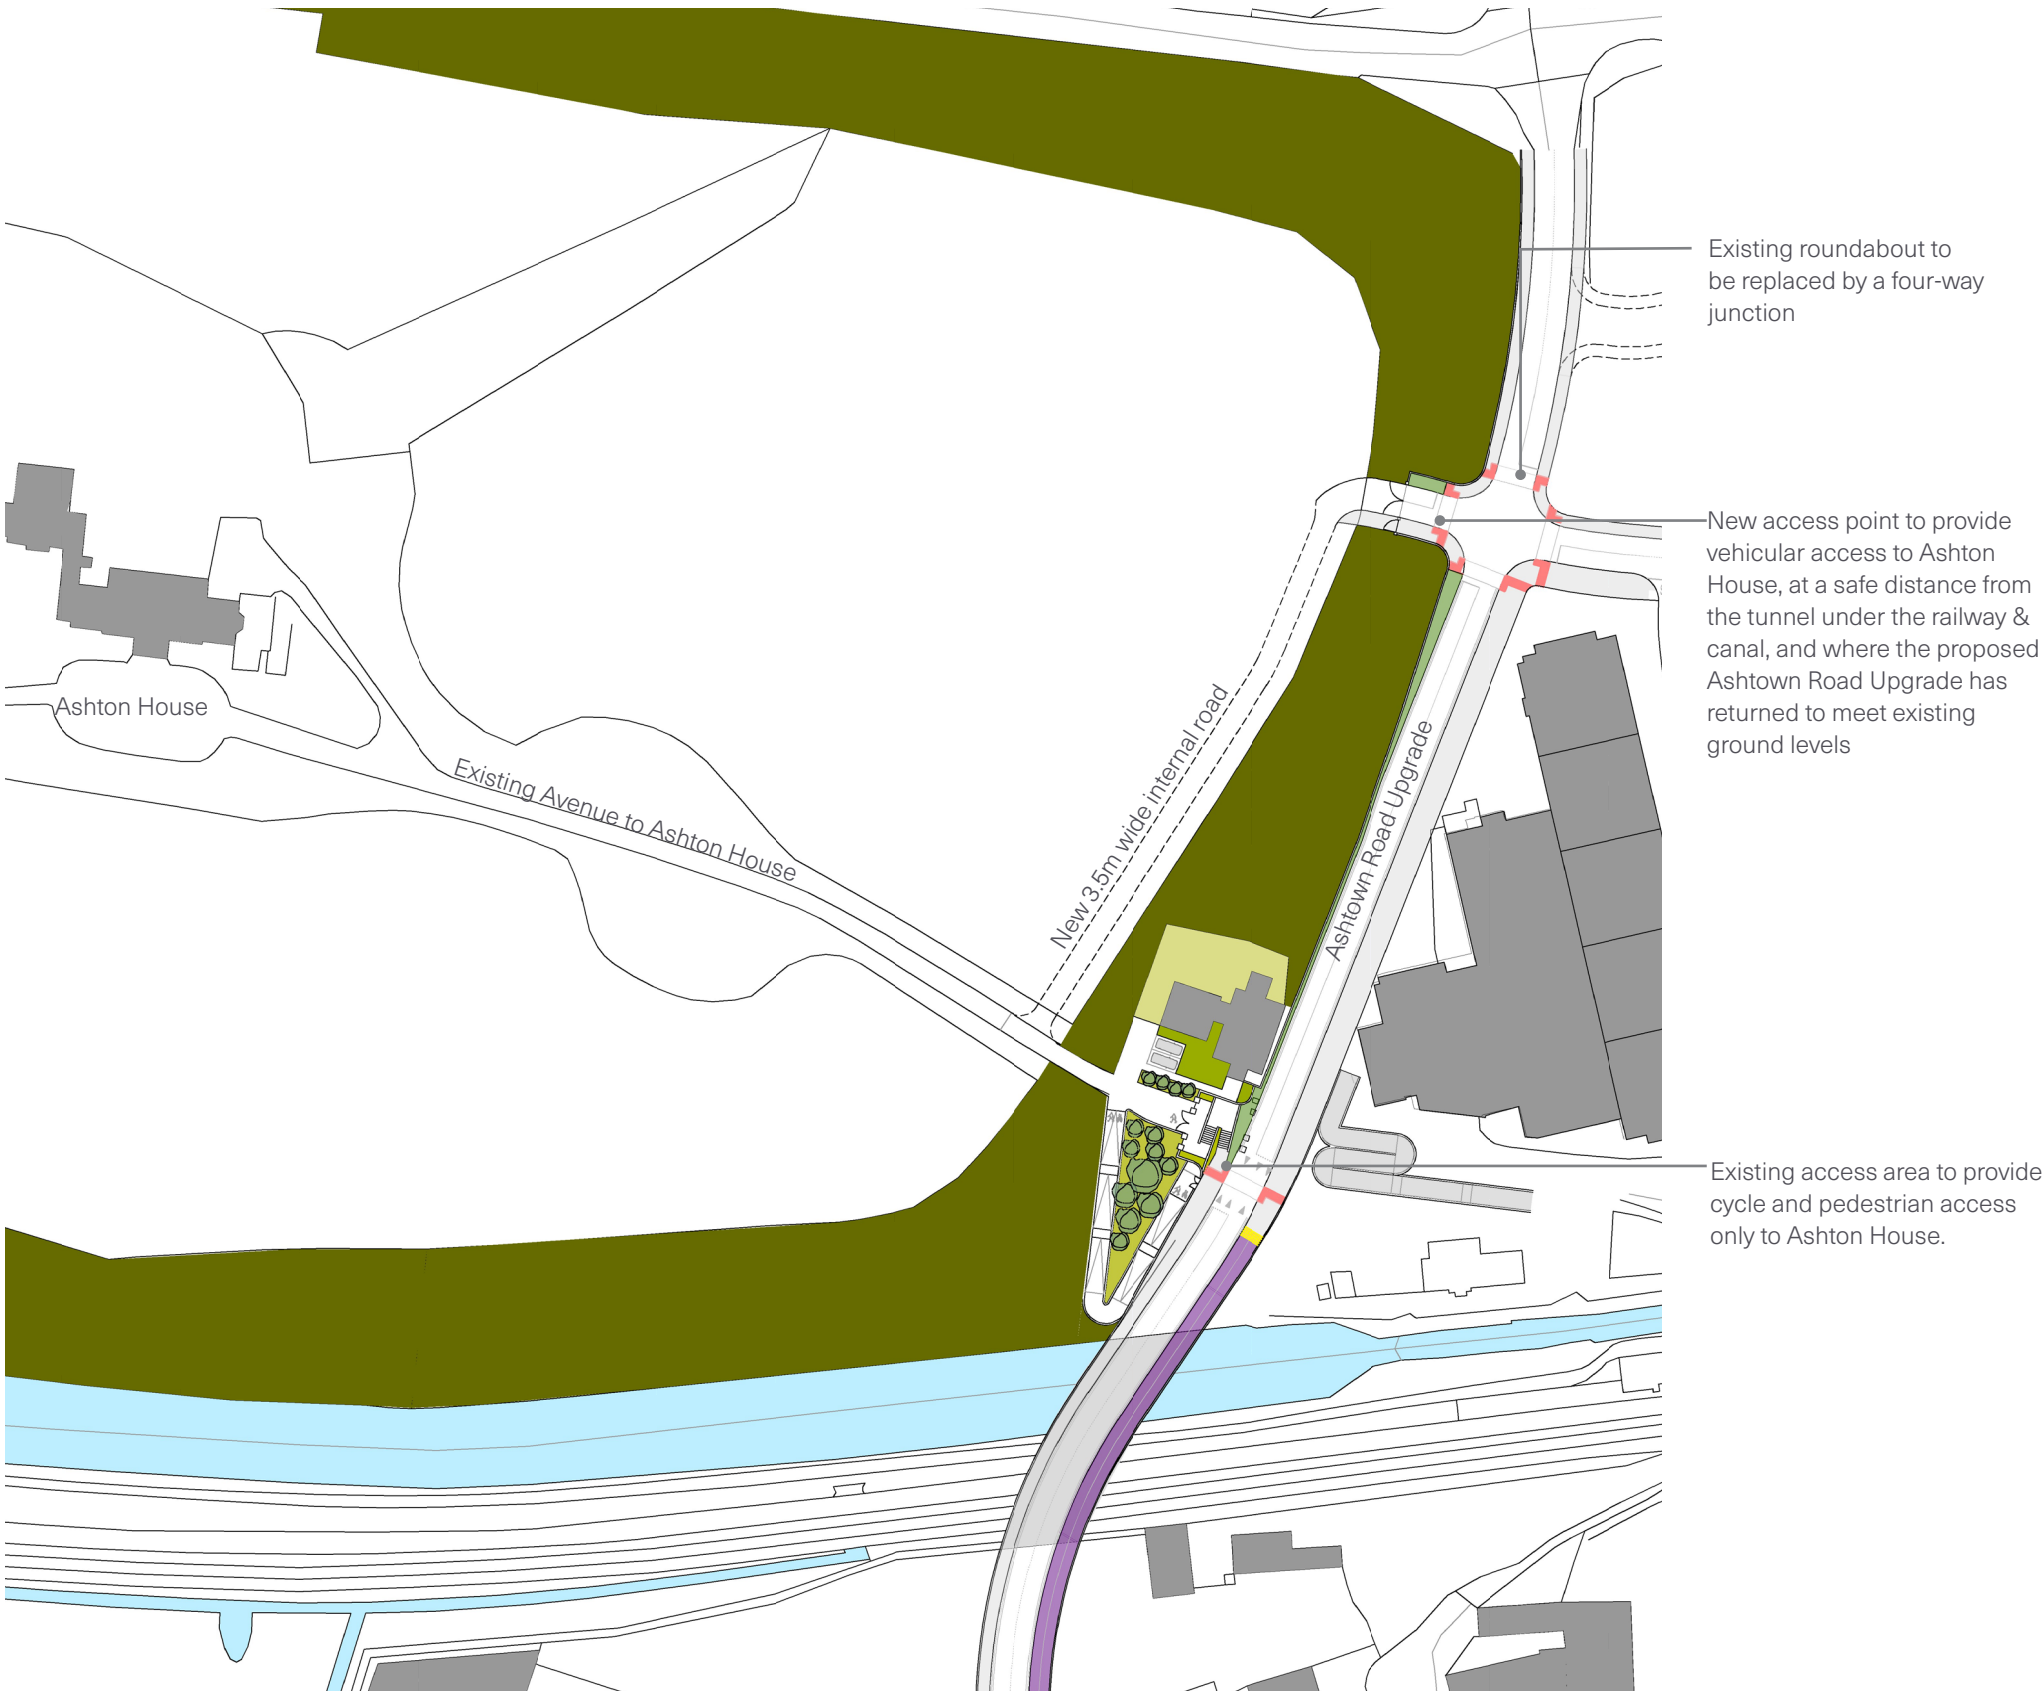 Existing roundabout to
be replaced by a four-way
junction
New access point to provide
vehicular access to Ashton
House, at a safe distance from
the tunnel under the railway &
canal, and where the proposed
Ashtown Road Upgrade has
returned to meet existing
ground levels
Ashton House
Existing Avenue to Ashton House
New 3.5m wide internal road
Ashtown Road Upgrade
Existing access area to provide
cycle and pedestrian access
only to Ashton House.